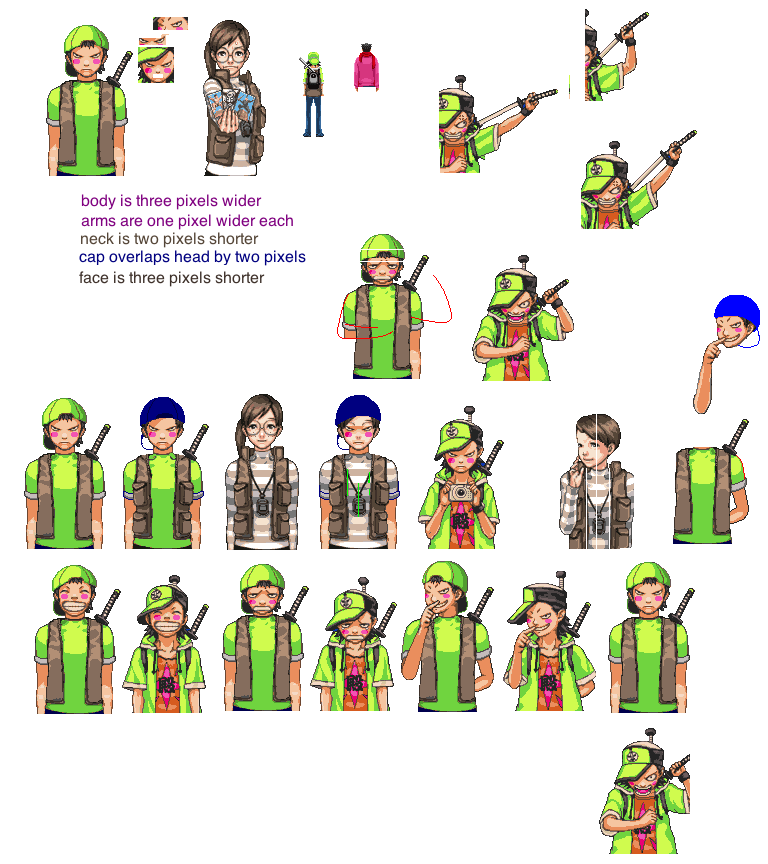 body is three pixels wider
arms are one pixel wider each
neck is two pixels shorter
cap overlaps head by two pixels
face is three pixels shorter